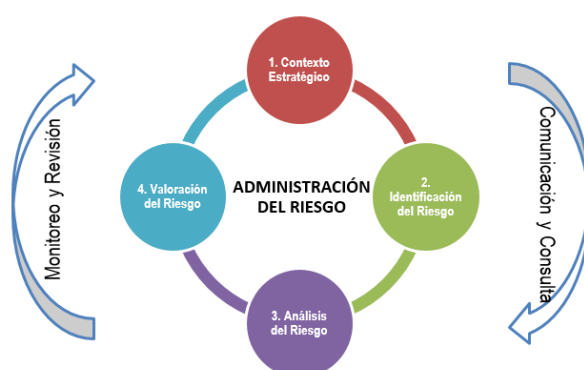 1. Contexto
Estratégico
Monitoreo y Revisión
4. Valoración
del Riesgo
ADMINISTRACIÓN
DEL RIESGO
2.
Identificación
del Riesgo
Comunicación y Consulta
3. Análisis
del Riesgo